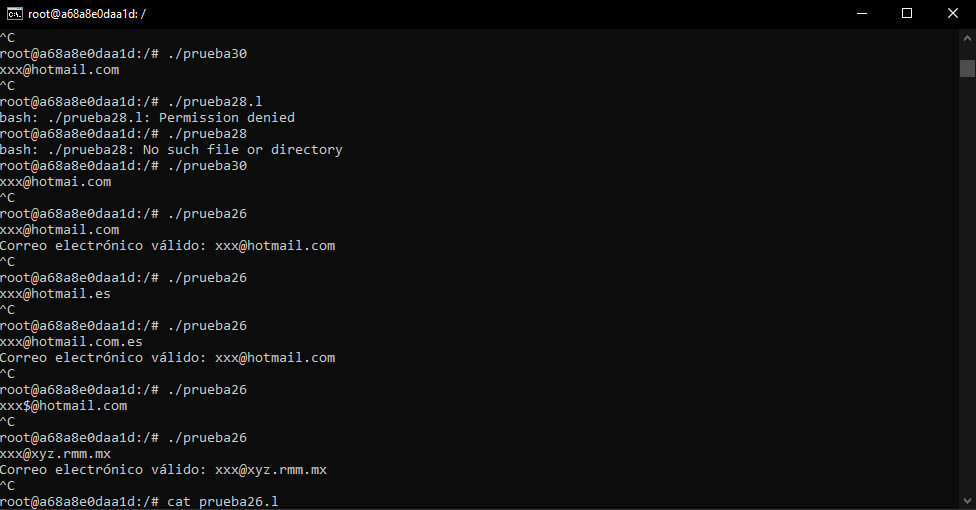 root@a68a8e0daa1d: /
^C
root@a68a8e0daa1d:/# ./prueba30
xxx@hotmail.com
^C
root@a68a8e0daa1d:/# ./prueba28.l
bash: ./prueba28.l: Permission denied
root@a68a8e0daa1d:/# ./prueba28
bash: ./prueba28: No such file or directory
root@a68a8e0daa1d:/# ./prueba30
xxx@hotmai.com
^C
root@a68a8e0daa1d:/# ./prueba26
xxx@hotmail.com
Correo electrónico válido: xxx@hotmail.com
^C
root@a68a8e0daa1d:/# ./prueba26
xxx@hotmail.es
^C
root@a68a8e0daa1d:/# ./prueba26
xxx@hotmail.com.es
Correo electrónico válido: xxx@hotmail.com
^C
root@a68a8e0daa1d:/# ./prueba26
xxx$@hotmail.com
^C
root@a68a8e0daa1d:/# ./prueba26
xxx@xyz.rmm.mx
Correo electrónico válido: xxx@xyz.rmm.mx
^C
root@a68a8e0daa1d:/# cat prueba26.l